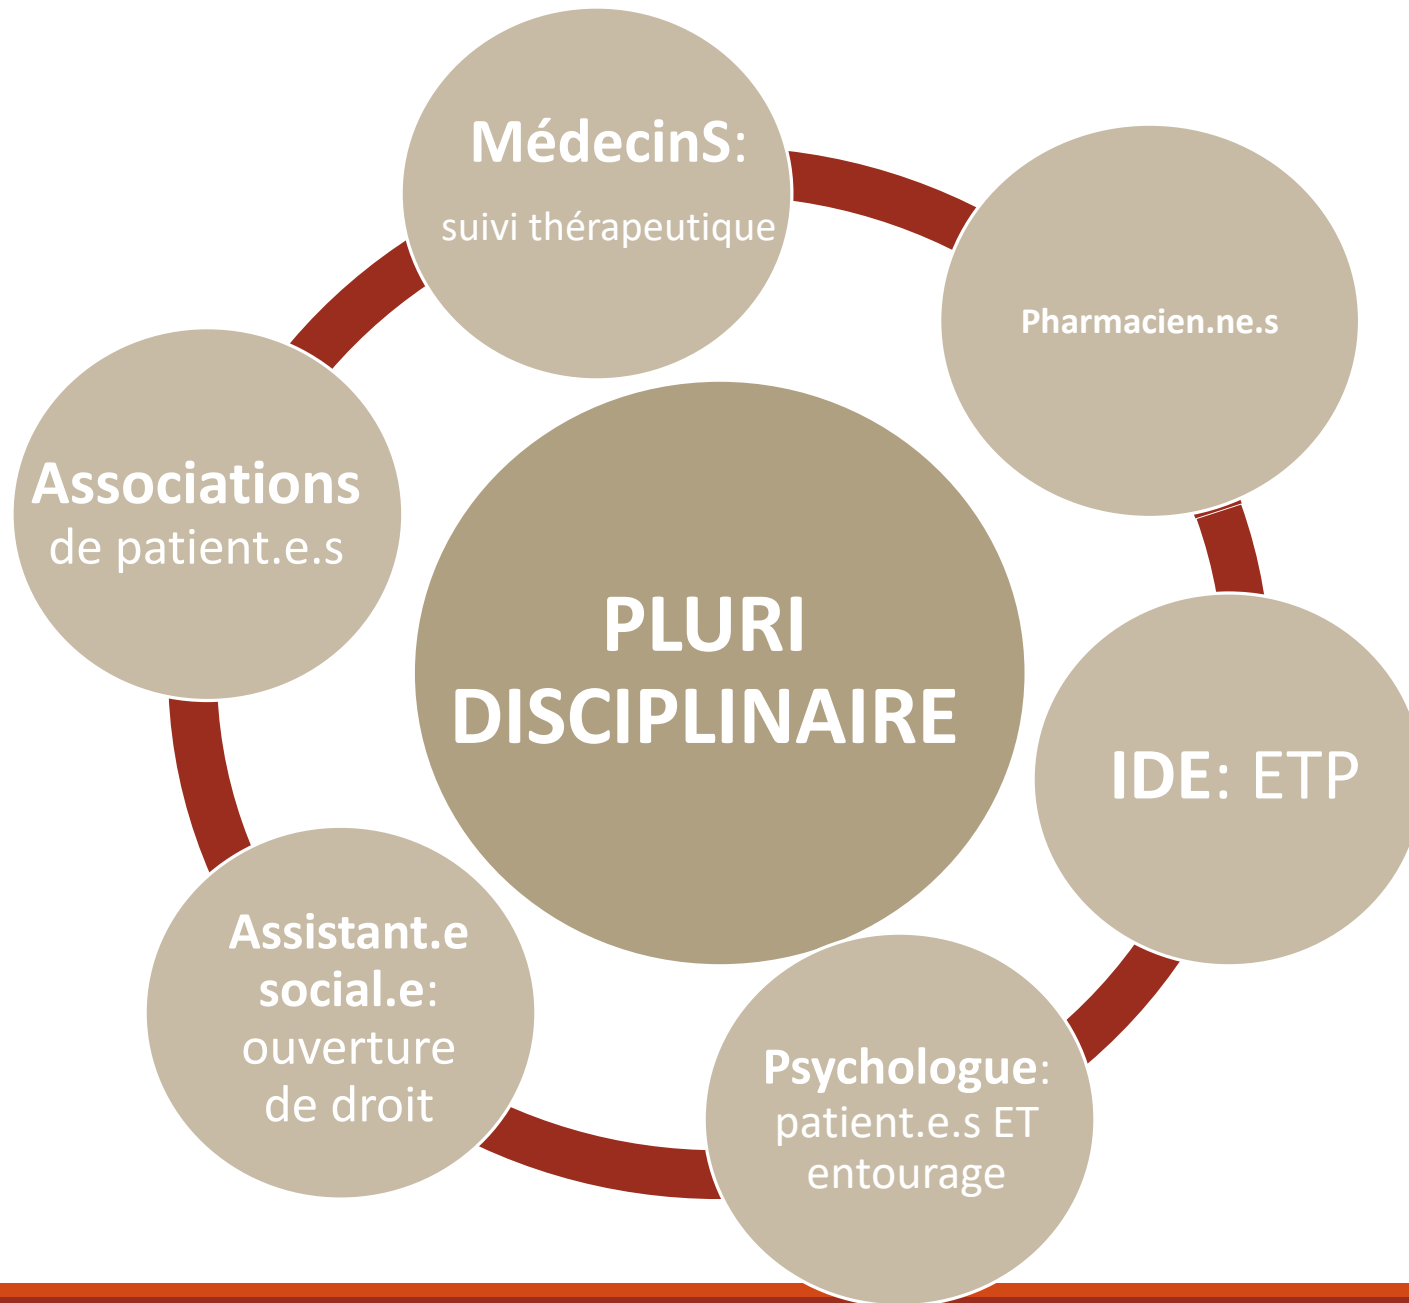 MédecinS:
suivi thérapeutique
Pharmacien.ne.s
IDE: ETP
Psychologue:
patient.e.s ET
entourage
Assistant.e
social.e:
ouverture
de droit
Associations
de patient.e.s
PLURI
DISCIPLINAIRE